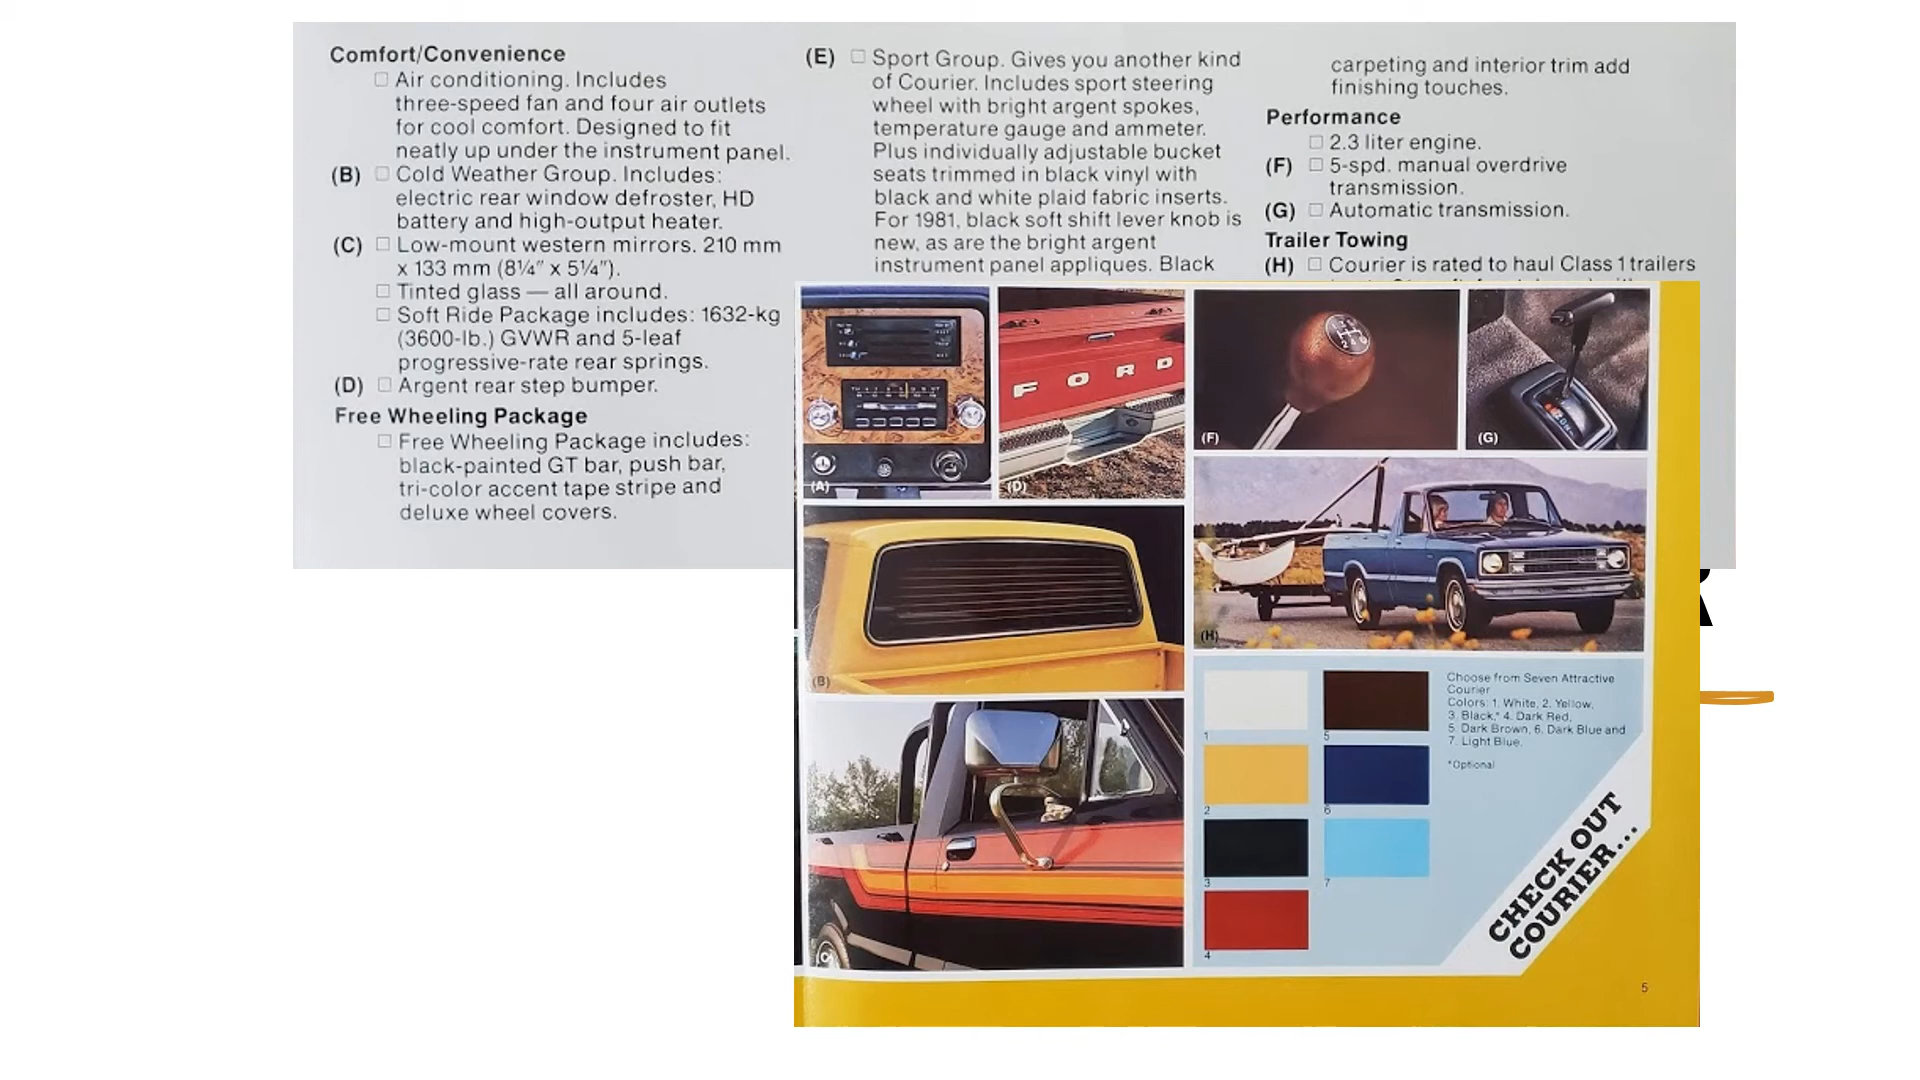 Comfort/Convenience
Air conditioning. Includes
three-speed fan and four air outlets
for cool comfort. Designed to fit
neatly up under the instrument panel.
(B) Cold Weather Group. Includes:
electric rear window defroster, HD
battery and high-output heater.
(C) Low-mount western mirrors. 210 mm
x 133 mm (8¼" x 5¼").
Tinted glass — all around.
Soft Ride Package includes: 1632-kg
(3600-lb.) GVWR and 5-leaf
progressive-rate rear springs.
(D) Argent rear step bumper.
Free Wheeling Package
Free Wheeling Package includes:
black-painted GT bar, push bar,
tri-color accent tape stripe and
deluxe wheel covers.
(E) Sport Group. Gives you another kind
of Courier. Includes sport steering
wheel with bright argent spokes,
temperature gauge and ammeter.
Plus individually adjustable bucket
seats trimmed in black vinyl with
black and white plaid fabric inserts.
For 1981, black soft shift lever knob is
new, as are the bright argent
instrument panel appliques. Black
carpeting and interior trim add
finishing touches.
Performance
2.3 liter engine.
(F) 5-spd. manual overdrive
transmission.
(G) Automatic transmission.
Trailer Towing
(H) Courier is rated to haul Class 1 trailers
(A)
FORD
(D)
(F)
(G)
(B)
(H)
(C)
1
5
2
6
3
7
4
Choose from Seven Attractive
Courier
Colors: 1. White, 2. Yellow,
3. Black,* 4. Dark Red,
5. Dark Brown, 6. Dark Blue and
7. Light Blue.
*Optional
CHECK OUT
COURIER...
5